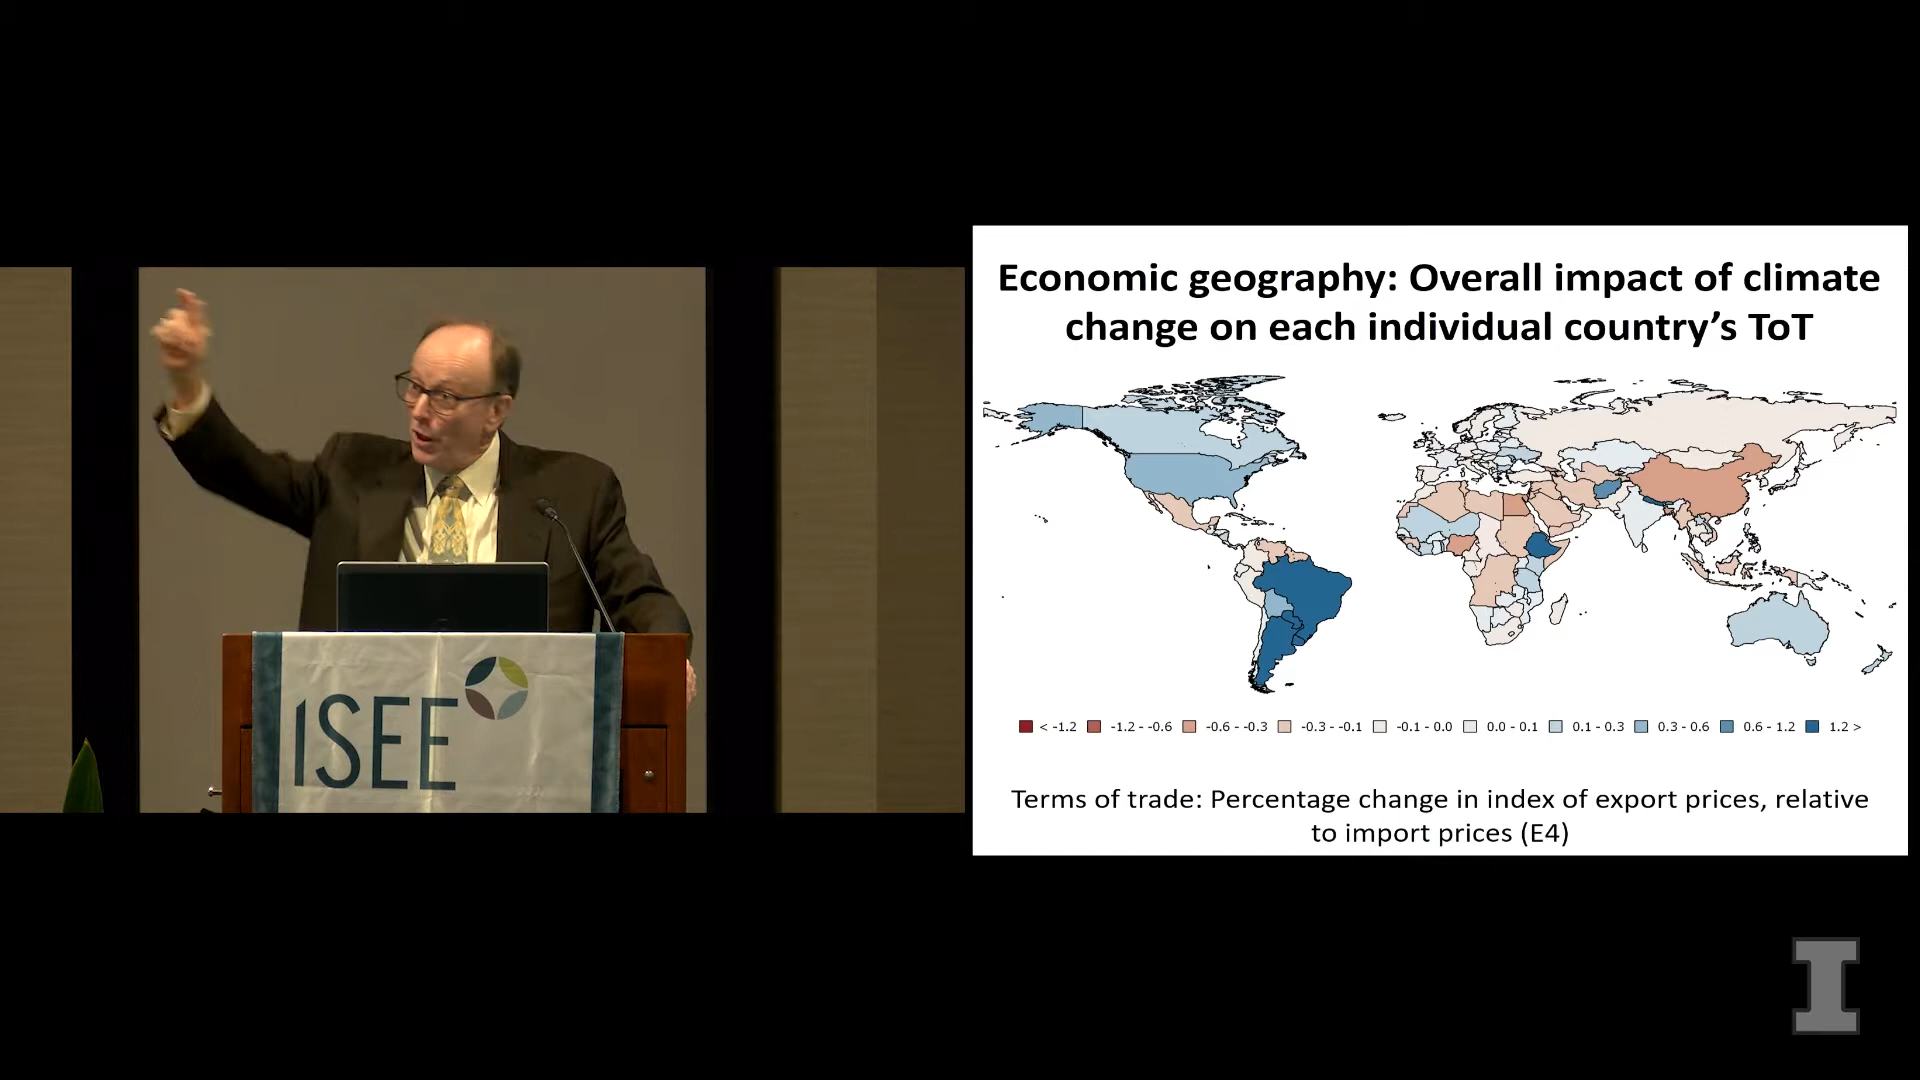 Economic geography: Overall impact of climate
change on each individual country’s ToT
< -1.2 -1.2 - -0.6 -0.6 - -0.3 -0.3 - -0.1 -0.1 - 0.0 0.0 - 0.1 0.1 - 0.3 0.3 - 0.6 0.6 - 1.2 1.2 >
Terms of trade: Percentage change in index of export prices, relative
to import prices (E4)
ISEE
I